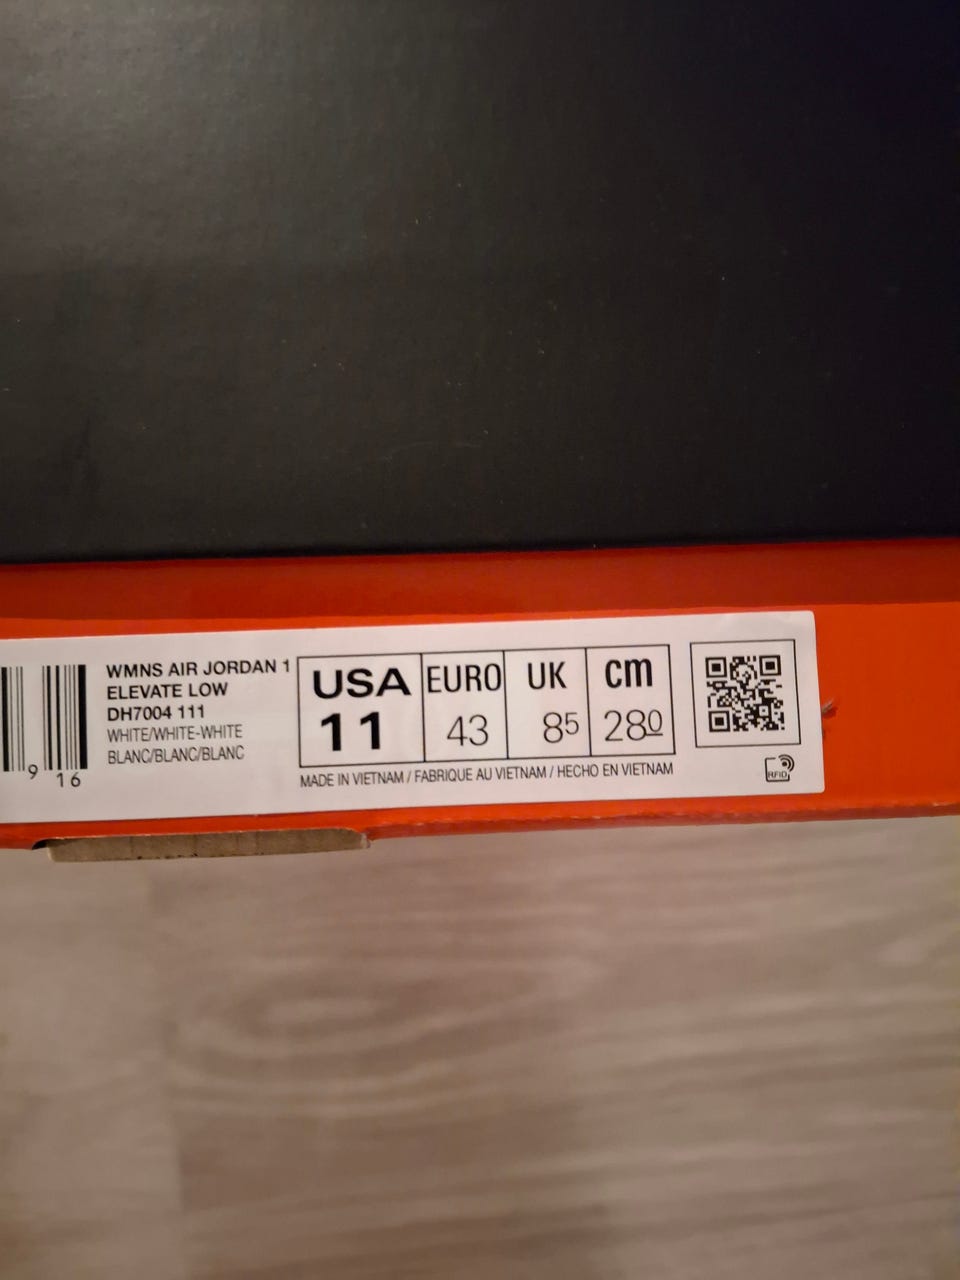 WMNS AIR JORDAN 1
ELEVATE LOW
DH7004 111
WHITE/WHITE-WHITE
BLANC/BLANC/BLANC
9 16
USA EURO UK cm
11 43 85 280
MADE IN VIETNAM / FABRIQUE AU VIETNAM / HECHO EN VIETNAM
RFID